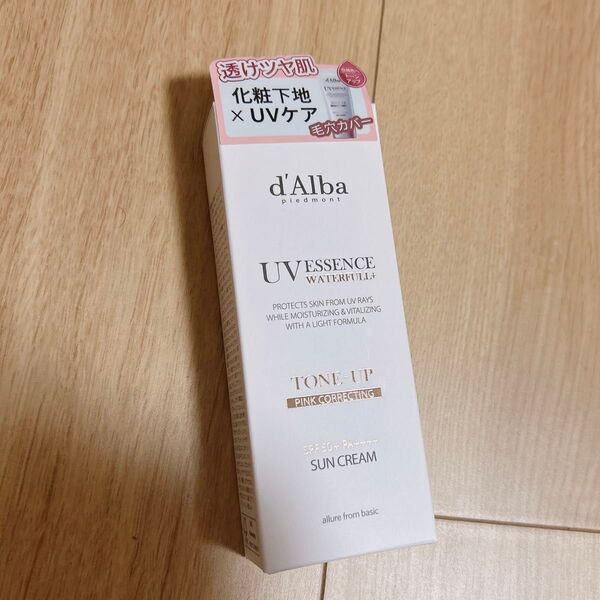 透けツヤ肌
化粧下地
×UVケア
毛穴カバー
d'Alba
piedmont
UV ESSENCE
WATERFULL+
PROTECTS SKIN FROM UV RAYS
WHILE MOISTURIZING & VITALIZING
WITH A LIGHT FORMULA
TONE-UP
PINK CORRECTING
SPF50+ PA++++
SUN CREAM
allure from basic